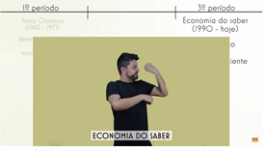 1º período
3º período
Trinta Gloriosos
(1945 - 1975)
Economia do saber
(1990 - hoje)
ECONOMIA DO SABER